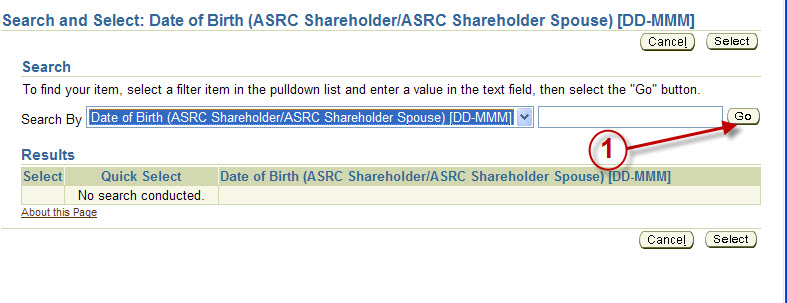 Search and Select: Date of Birth (ASRC Shareholder/ASRC Shareholder Spouse) [DD-MMM]
Cancel Select
Search
To find your item, select a filter item in the pulldown list and enter a value in the text field, then select the "Go" button.
Search By Date of Birth (ASRC Shareholder/ASRC Shareholder Spouse) [DD-MMM] Go
1
Results
Select Quick Select Date of Birth (ASRC Shareholder/ASRC Shareholder Spouse) [DD-MMM]
No search conducted.
About this Page
Cancel Select